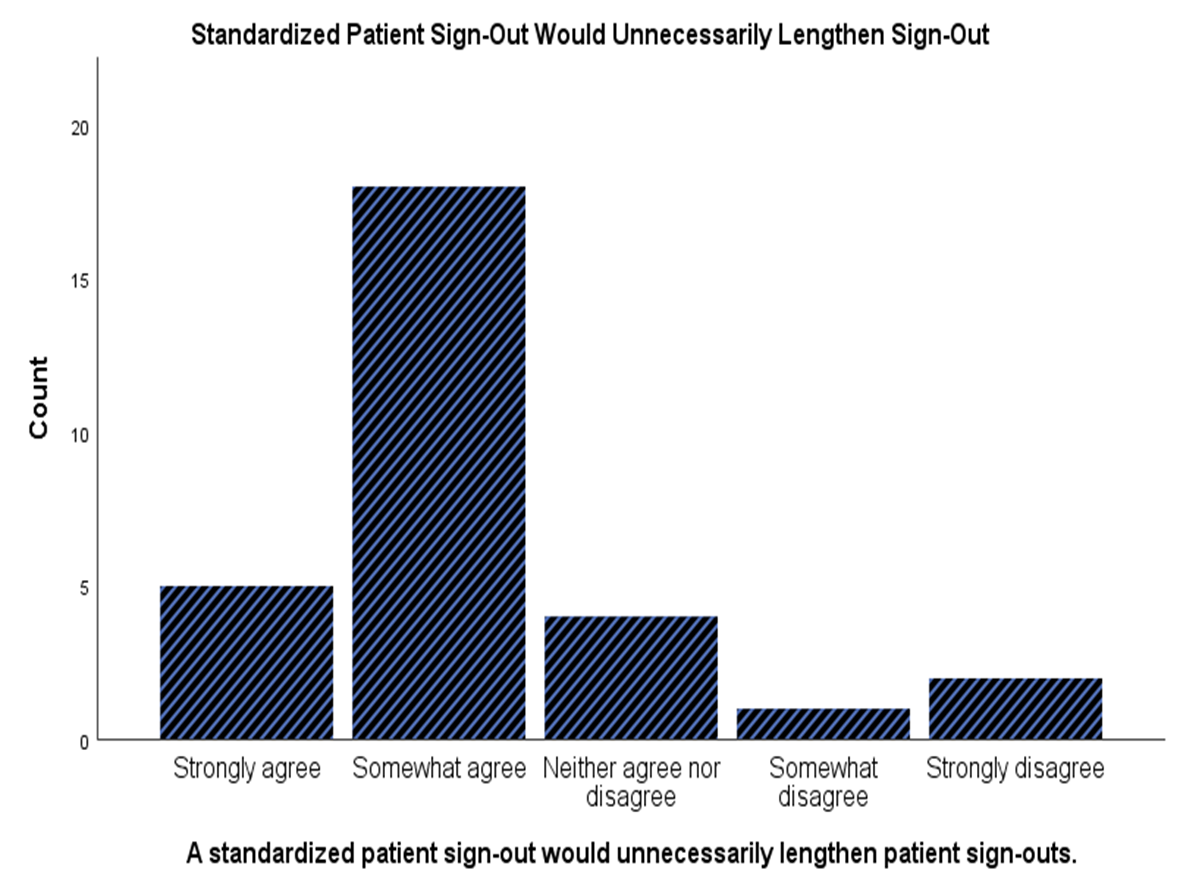 Standardized Patient Sign-Out Would Unnecessarily Lengthen Sign-Out
20
15
10
5
0
Count
Strongly agree
Somewhat agree
Neither agree nor
disagree
Somewhat
disagree
Strongly disagree
A standardized patient sign-out would unnecessarily lengthen patient sign-outs.